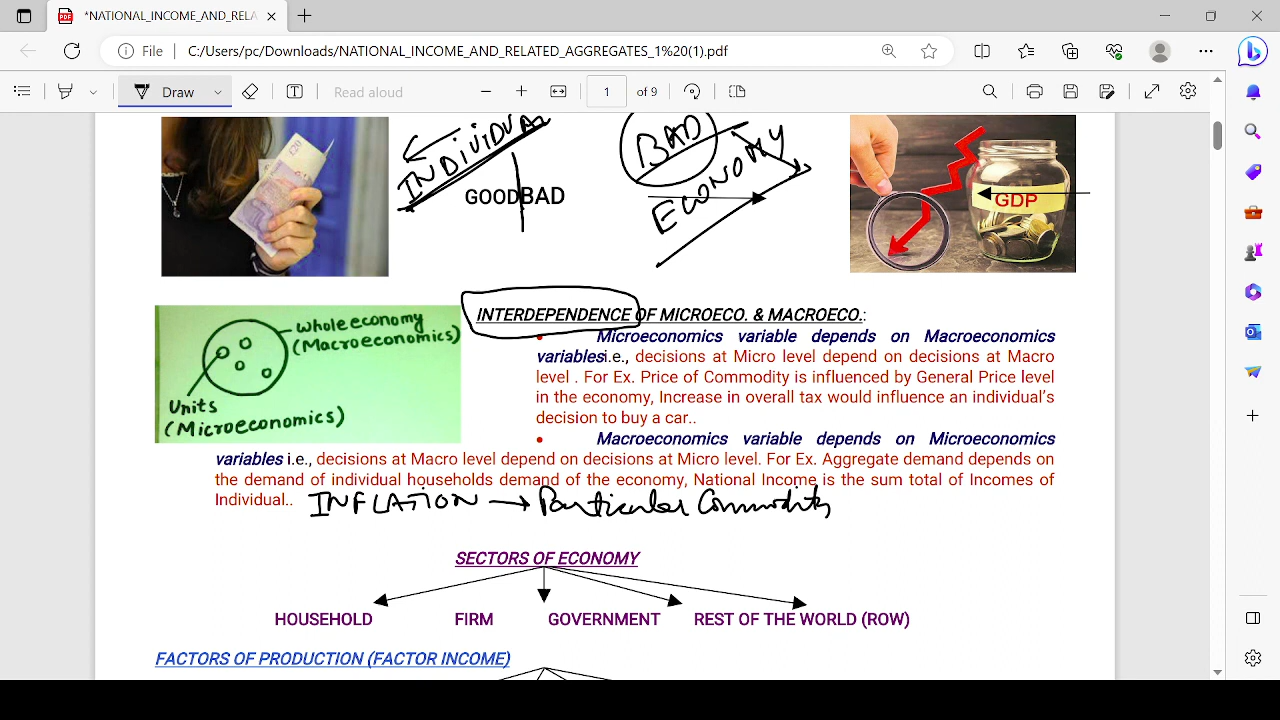 *NATIONAL_INCOME_AND_RELA
File
C:/Users/pc/Downloads/NATIONAL_INCOME_AND_RELATED_AGGREGATES_1%20(1).pdf
Draw
Read aloud
1 of 9
INDIVIDUAL
GOODBAD
BAD
ECONOMY
£20
GDP
Whole economy
(Macroeconomics)
Units
(Microeconomics)
INTERDEPENDENCE OF MICROECO. & MACROECO.:
• Microeconomics variable depends on Macroeconomics
variablesi.e., decisions at Micro level depend on decisions at Macro
level . For Ex. Price of Commodity is influenced by General Price level
in the economy, Increase in overall tax would influence an individual's
decision to buy a car..
• Macroeconomics variable depends on Microeconomics
variables i.e., decisions at Macro level depend on decisions at Micro level. For Ex. Aggregate demand depends on
the demand of individual households demand of the economy, National Income is the sum total of Incomes of
Individual..
INFLATION → Particular Commodity
SECTORS OF ECONOMY
HOUSEHOLD FIRM GOVERNMENT REST OF THE WORLD (ROW)
FACTORS OF PRODUCTION (FACTOR INCOME)